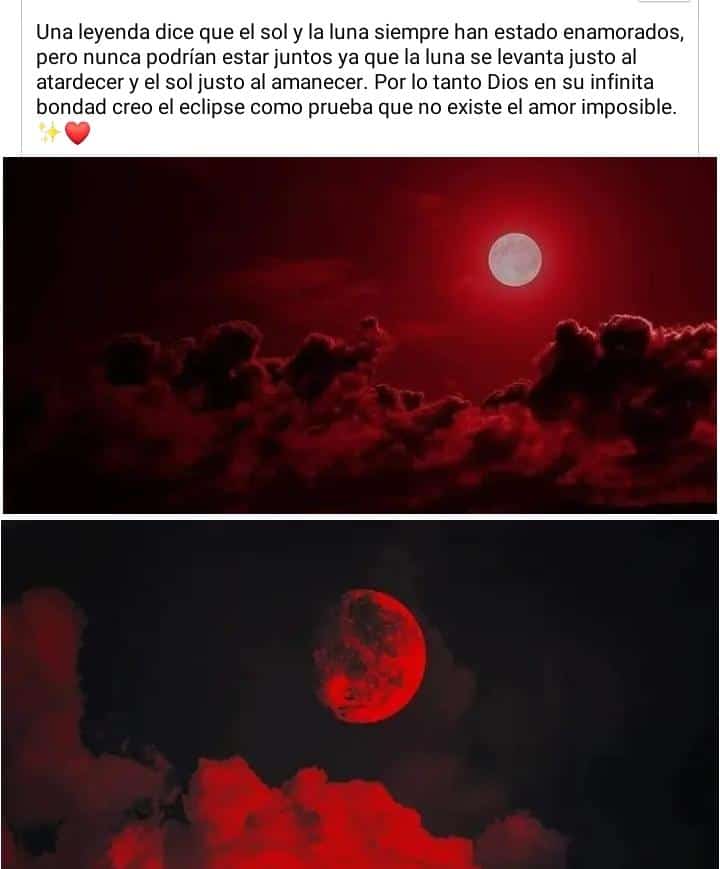 Una leyenda dice que el sol y la luna siempre han estado enamorados,
pero nunca podrían estar juntos ya que la luna se levanta justo al
atardecer y el sol justo al amanecer. Por lo tanto Dios en su infinita
bondad creo el eclipse como prueba que no existe el amor imposible.
✨❤️